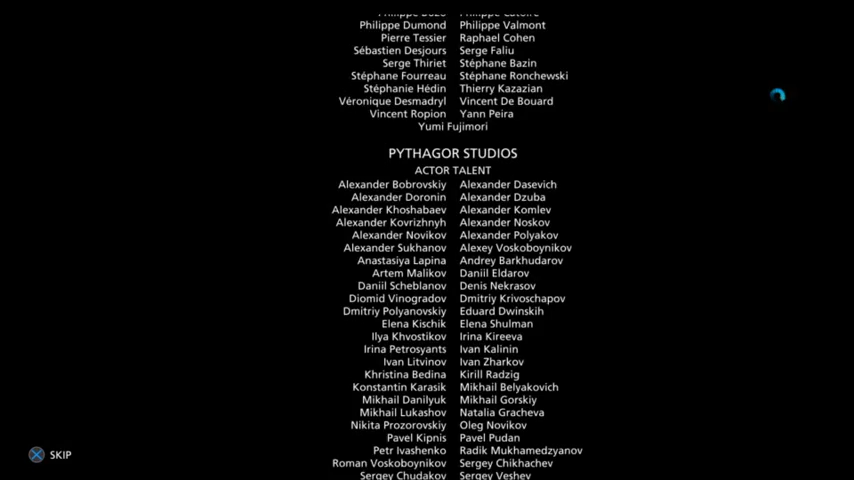 Philippe Dumond Philippe Valmont
Pierre Tessier Raphael Cohen
Sébastien Desjours Serge Faliu
Serge Thiriet Stéphane Bazin
Stéphane Fourreau Stéphane Ronchewski
Stéphanie Hédin Thierry Kazazian
Véronique Desmadryl Vincent De Bouard
Vincent Ropion Yann Peira
Yumi Fujimori
PYTHAGOR STUDIOS
ACTOR TALENT
Alexander Bobrovskiy Alexander Dasevich
Alexander Doronin Alexander Dzuba
Alexander Khoshabaev Alexander Komlev
Alexander Kovrizhnyh Alexander Noskov
Alexander Novikov Alexander Polyakov
Alexander Sukhanov Alexey Voskoboynikov
Anastasiya Lapina Andrey Barkhudarov
Artem Malikov Daniil Eldarov
Daniil Scheblanov Denis Nekrasov
Diomid Vinogradov Dmitriy Krivoschapov
Dmitriy Polyanovskiy Eduard Dwinskih
Elena Kischik Elena Shulman
Ilya Khvostikov Irina Kireeva
Irina Petrosyants Ivan Kalinin
Ivan Litvinov Ivan Zharkov
Khristina Bedina Kirill Radzig
Konstantin Karasik Mikhail Belyakovich
Mikhail Danilyuk Mikhail Gorskiy
Mikhail Lukashov Natalia Gracheva
Nikita Prozorovskiy Oleg Novikov
Pavel Kipnis Pavel Pudan
Petr Ivashenko Radik Mukhamedzyanov
Roman Voskoboynikov Sergey Chikhachev
Sergey Chudakov Sergey Veshev
SKIP